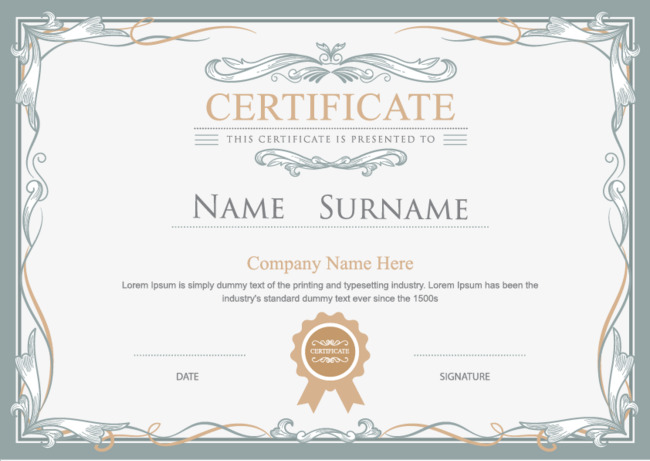 CERTIFICATE
THIS CERTIFICATE IS PRESENTED TO
NAME SURNAME
Company Name Here
Lorem Ipsum is simply dummy text of the printing and typesetting industry. Lorem Ipsum has been the
industry's standard dummy text ever since the 1500s
CERTIFICATE
DATE
SIGNATURE